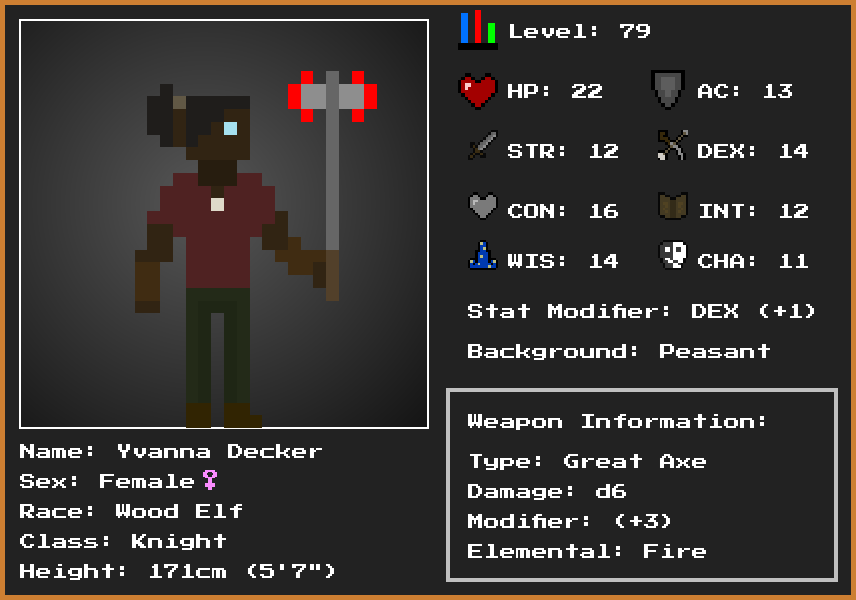 Level: 79
HP: 22
AC: 13
STR: 12
DEX: 14
CON: 16
INT: 12
WIS: 14
CHA: 11
Stat Modifier: DEX (+1)
Background: Peasant
Weapon Information:
Type: Great Axe
Damage: d6
Modifier: (+3)
Elemental: Fire
Name: Yvanna Decker
Sex: Female♀
Race: Wood Elf
Class: Knight
Height: 171cm (5'7")